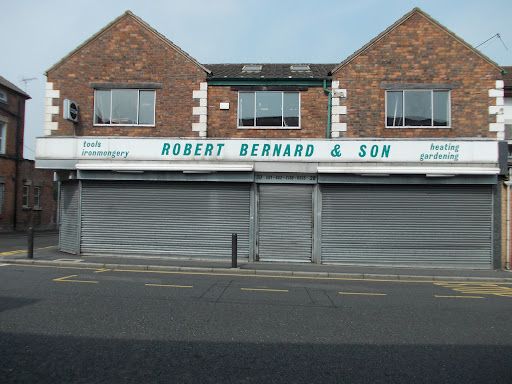 tools
ironmongery
ROBERT BERNARD & SON
heating
gardening